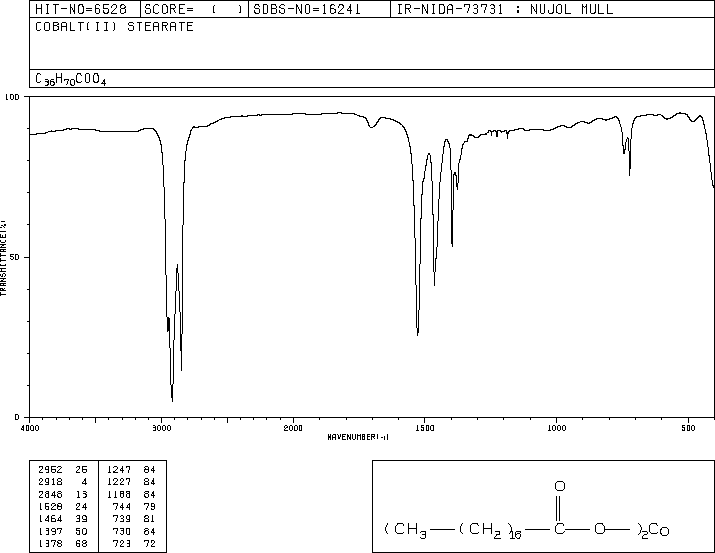 HIT-NO=6528 SCORE= ( ) SDBS-NO=16241 IR-NIDA-73731 : NUJOL MULL
COBALT(II) STEARATE
C36H70COO4
100
50
0
TRANSMITTANCE(%)
4000 3000 2000 1500 1000 500
WAVENUMBER(-1)
2962 26 1247 84
2918 4 1227 84
2848 13 1188 84
1528 24 744 79
1464 39 739 81
1397 50 730 84
1378 68 723 72
O
(CH3 (CH2)16 C O )2Co